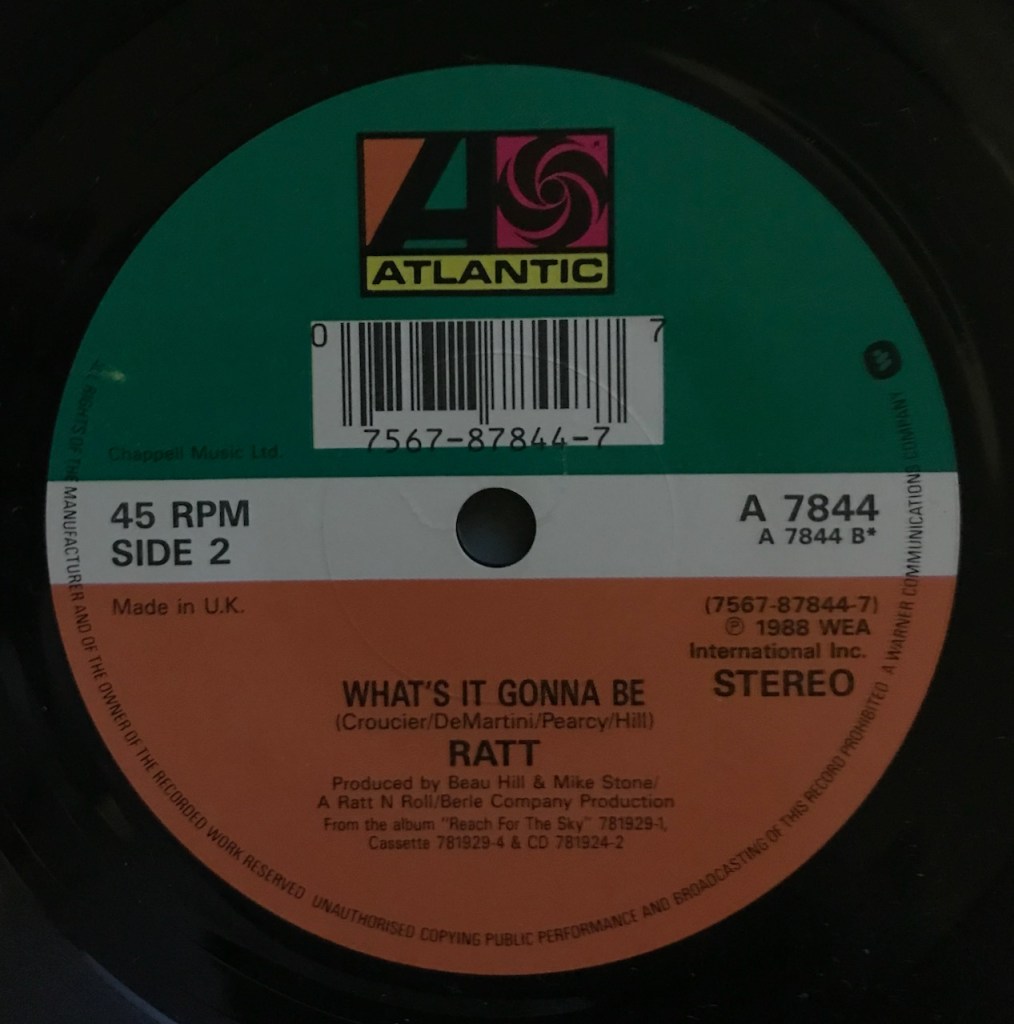 A
ATLANTIC
0 7
7567-87844-7
Chappell Music Ltd.
45 RPM
SIDE 2
A 7844
A 7844 B*
Made in U.K.
(7567-87844-7)
℗ 1988 WEA
International Inc.
STEREO
WHAT'S IT GONNA BE
(Croucier/DeMartini/Pearcy/Hill)
RATT
Produced by Beau Hill & Mike Stone/
A Ratt N Roll/Berle Company Production
From the album "Reach For The Sky" 781929-1,
Cassette 781929-4 & CD 781924-2
ALL RIGHTS OF THE MANUFACTURER AND OF THE OWNER OF THE RECORDED WORK RESERVED UNAUTHORISED COPYING PUBLIC PERFORMANCE AND BROADCASTING OF THIS RECORD PROHIBITED A WARNER COMMUNICATIONS COMPANY